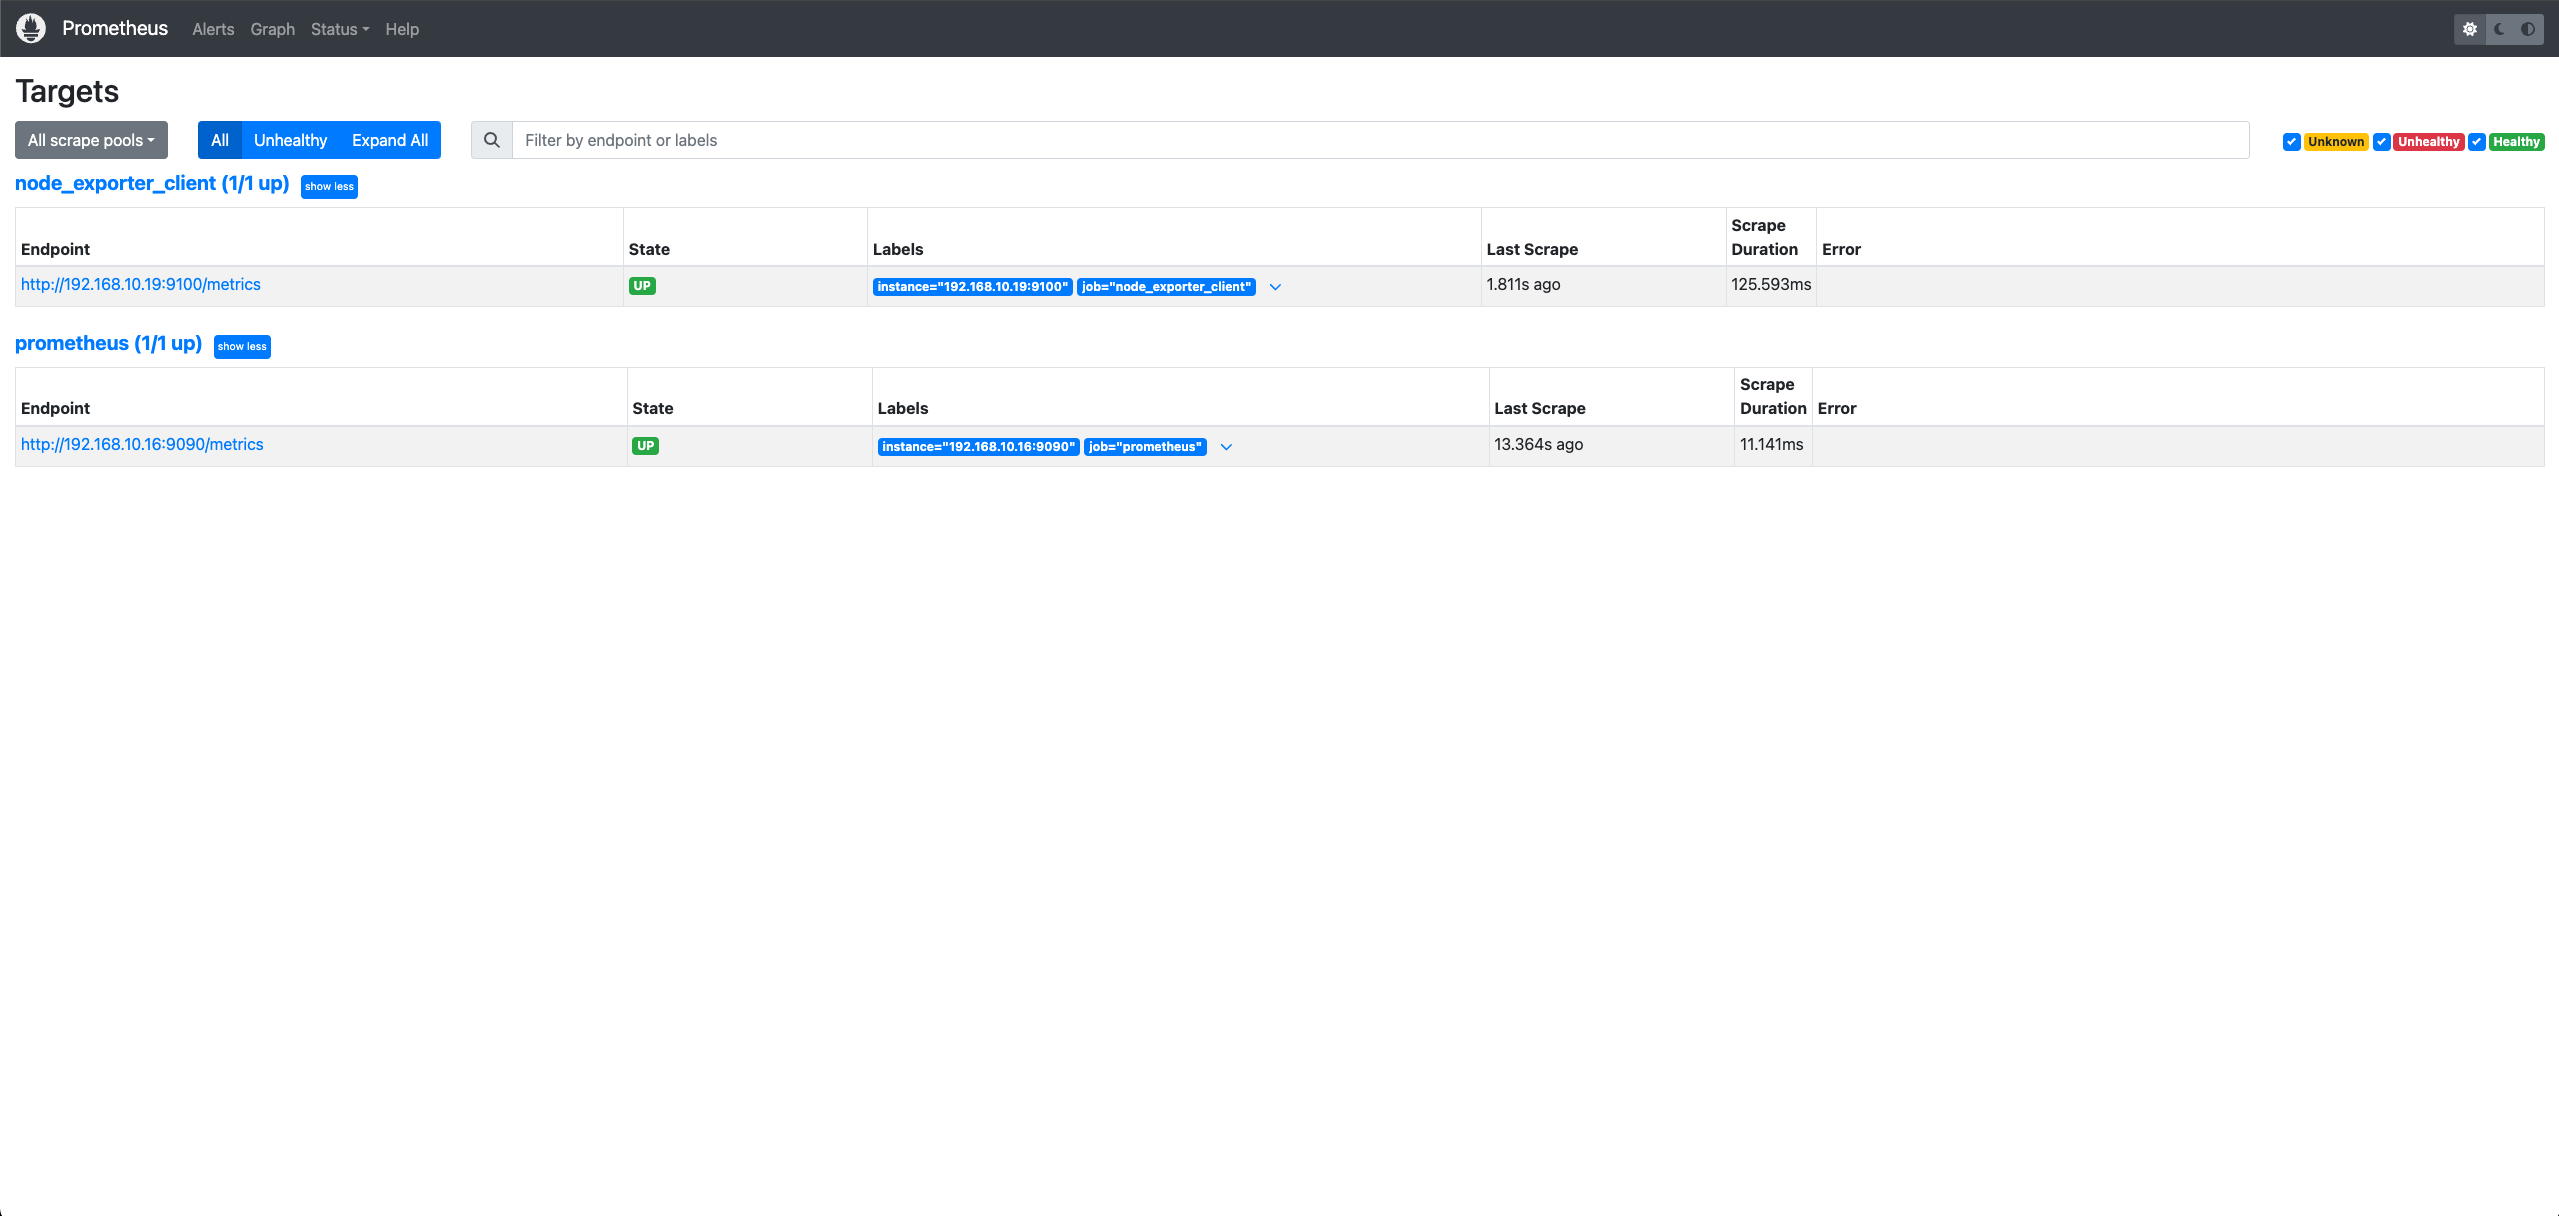 Prometheus Alerts Graph Status Help
Targets
All scrape pools All Unhealthy Expand All Filter by endpoint or labels Unknown Unhealthy Healthy
node_exporter_client (1/1 up) show less
Endpoint State Labels Last Scrape Scrape Duration Error
http://192.168.10.19:9100/metrics UP instance="192.168.10.19:9100" job="node_exporter_client" 1.811s ago 125.593ms
prometheus (1/1 up) show less
Endpoint State Labels Last Scrape Scrape Duration Error
http://192.168.10.16:9090/metrics UP instance="192.168.10.16:9090" job="prometheus" 13.364s ago 11.141ms